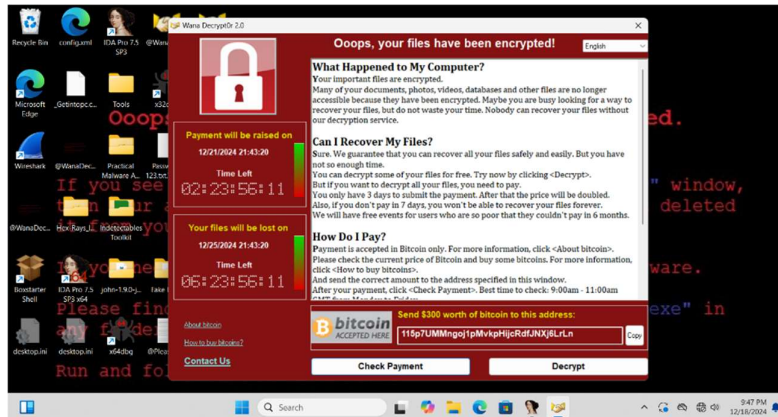 Recycle Bin
config.xml
IDA Pro 7.5
SP3
@Wana
Microsoft
Edge
_Getintopc.c...
Tools
x32c
Wireshark
@WanaDec...
Practical
Malware A...
Passw
123.txt
@WanaDec...
Hex_Rays_I...
Indetectables
Toolkit
Boxstarter
Shell
IDA Pro 7.5
SP3 x64
john-1.9.0-j...
Fake
desktop.ini
desktop.ini
x64dbg
@Pleas
Ooops
ed.
If you see
" window,
deleted
ware.
Please fin
exe" in
Run and fo
Wana Decrypt0r 2.0
Ooops, your files have been encrypted!
English
Payment will be raised on
12/21/2024 21:43:20
Time Left
02:23:56:11
Your files will be lost on
12/25/2024 21:43:20
Time Left
06:23:56:11
About bitcoin
How to buy bitcoins?
Contact Us
What Happened to My Computer?
Your important files are encrypted.
Many of your documents, photos, videos, databases and other files are no longer
accessible because they have been encrypted. Maybe you are busy looking for a way to
recover your files, but do not waste your time. Nobody can recover your files without
our decryption service.
Can I Recover My Files?
Sure. We guarantee that you can recover all your files safely and easily. But you have
not so enough time.
You can decrypt some of your files for free. Try now by clicking <Decrypt>.
But if you want to decrypt all your files, you need to pay.
You only have 3 days to submit the payment. After that the price will be doubled.
Also, if you don't pay in 7 days, you won't be able to recover your files forever.
We will have free events for users who are so poor that they couldn't pay in 6 months.
How Do I Pay?
Payment is accepted in Bitcoin only. For more information, click <About bitcoin>.
Please check the current price of Bitcoin and buy some bitcoins. For more information,
click <How to buy bitcoins>.
And send the correct amount to the address specified in this window.
After your payment, click <Check Payment>. Best time to check: 9:00am - 11:00am
GMT from Monday to Friday.
bitcoin
ACCEPTED HERE
Send $300 worth of bitcoin to this address:
115p7UMMngoj1pMvkpHijcRdfJNXj6LrLn
Copy
Check Payment
Decrypt
Search
9:47 PM
12/18/2024